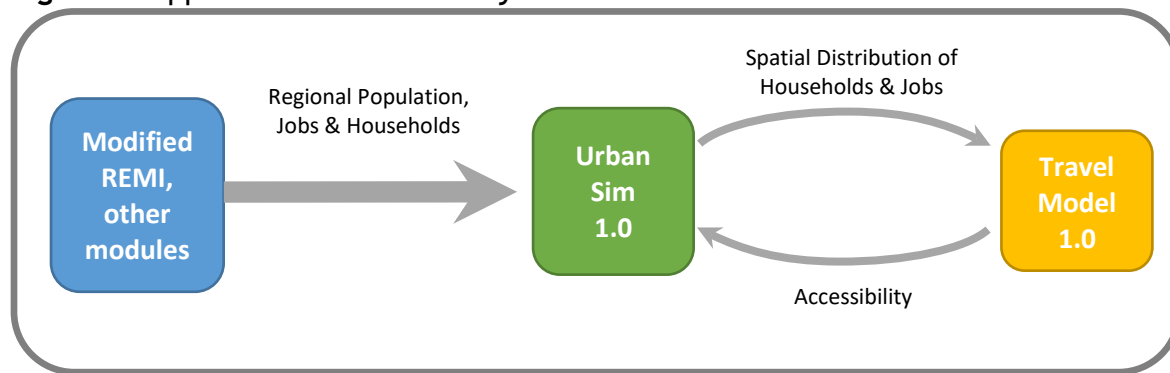 Regional Population,
Jobs & Households
Spatial Distribution of
Households & Jobs
Modified
REMI,
other
modules
Urban
Sim
1.0
Travel
Model
1.0
Accessibility